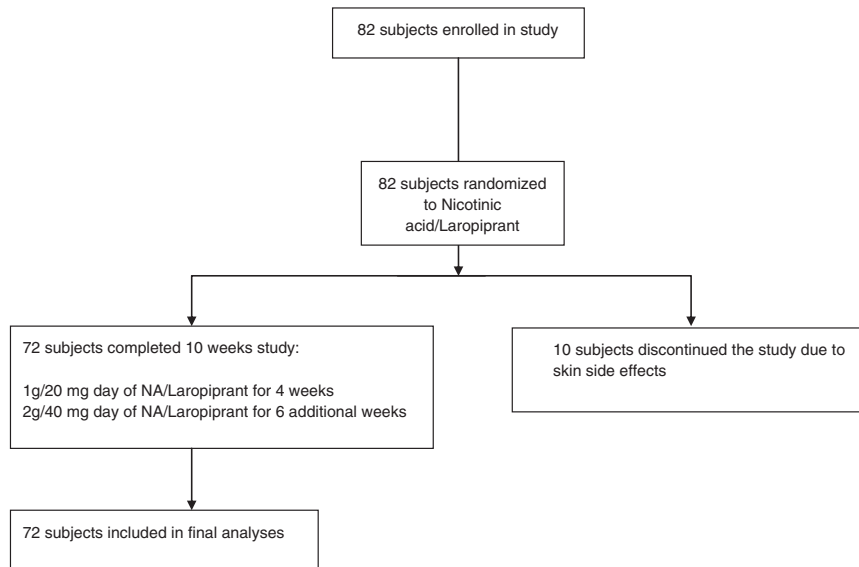 82 subjects enrolled in study
82 subjects randomized
to Nicotinic
acid/Laropiprant
72 subjects completed 10 weeks study:
1g/20 mg day of NA/Laropiprant for 4 weeks
2g/40 mg day of NA/Laropiprant for 6 additional weeks
10 subjects discontinued the study due to
skin side effects
72 subjects included in final analyses